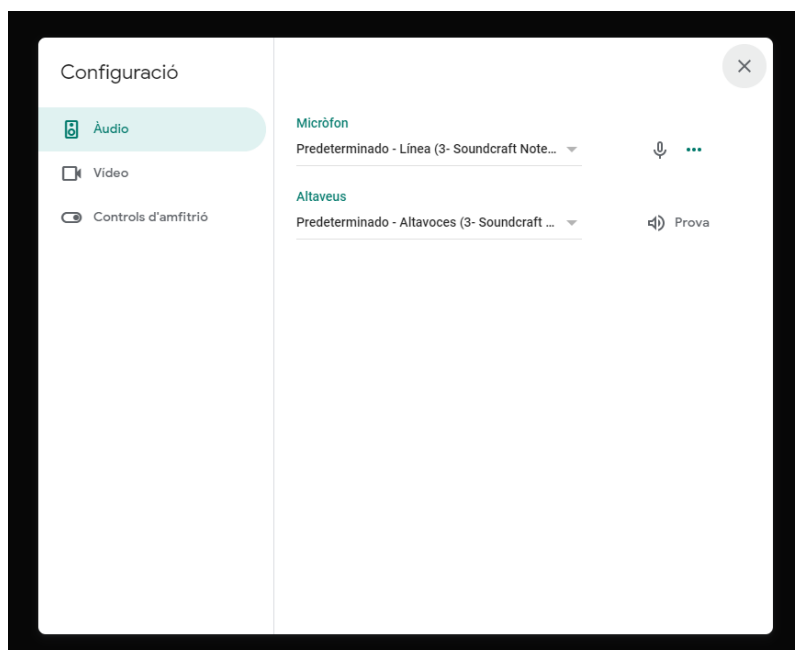 Configuració
Àudio
Vídeo
Controls d'amfitrió
Micròfon
Predeterminado - Línea (3- Soundcraft Note...
Altaveus
Predeterminado - Altavoces (3- Soundcraft ...
Prova